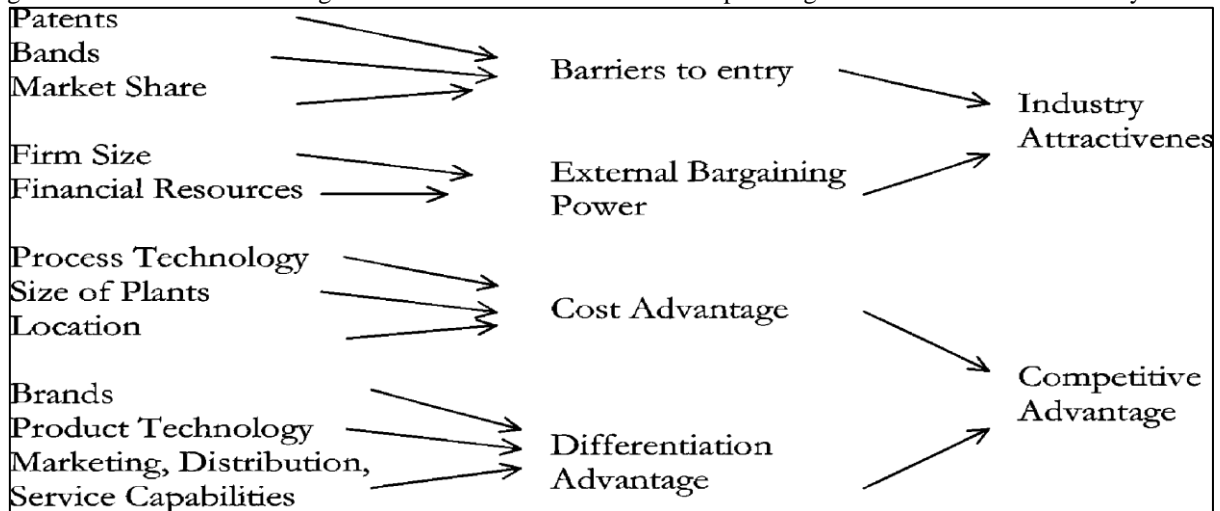 Patents
Bands
Market Share
Barriers to entry
Industry
Attractivenes
Firm Size
Financial Resources
External Bargaining
Power
Process Technology
Size of Plants
Location
Cost Advantage
Competitive
Advantage
Brands
Product Technology
Marketing, Distribution,
Service Capabilities
Differentiation
Advantage